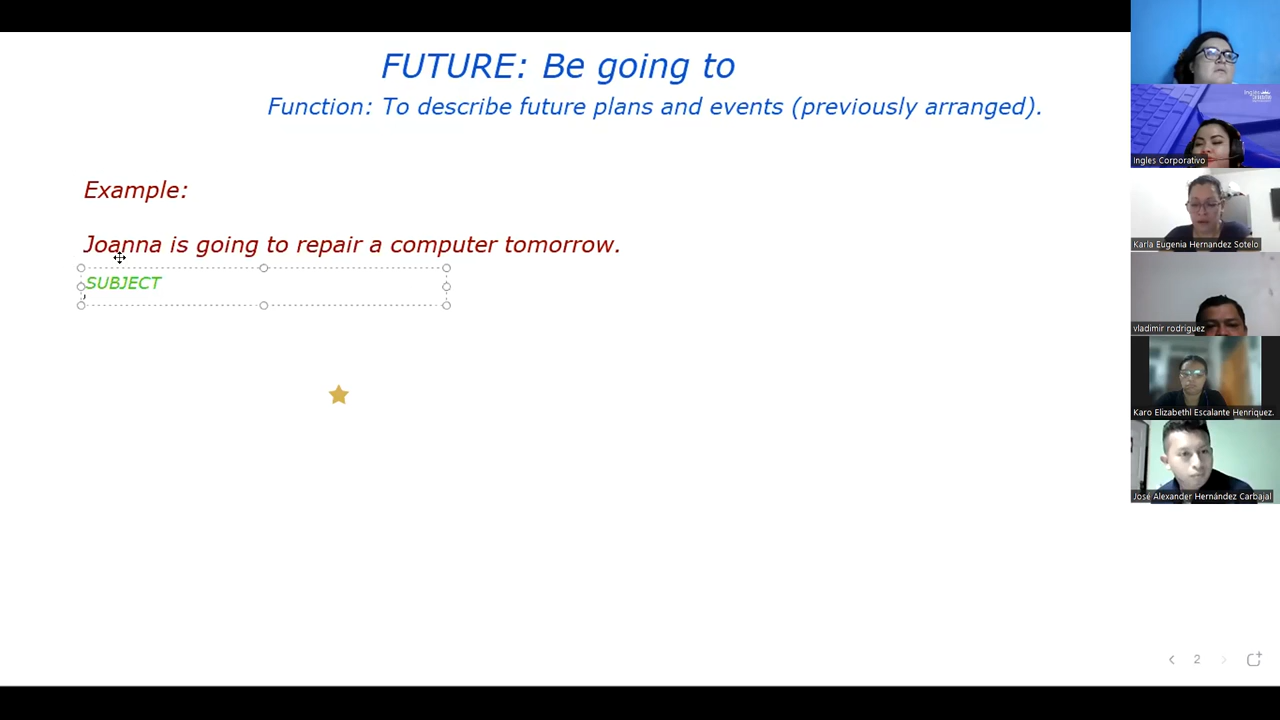 FUTURE: Be going to
Function: To describe future plans and events (previously arranged).
Example:
Joanna is going to repair a computer tomorrow.
SUBJECT
Ingles Corporativo
Karla Eugenia Hernandez Sotelo
vladimir rodriguez
Karo Elizabethl Escalante Henriquez.
José Alexander Hernández Carbajal
2